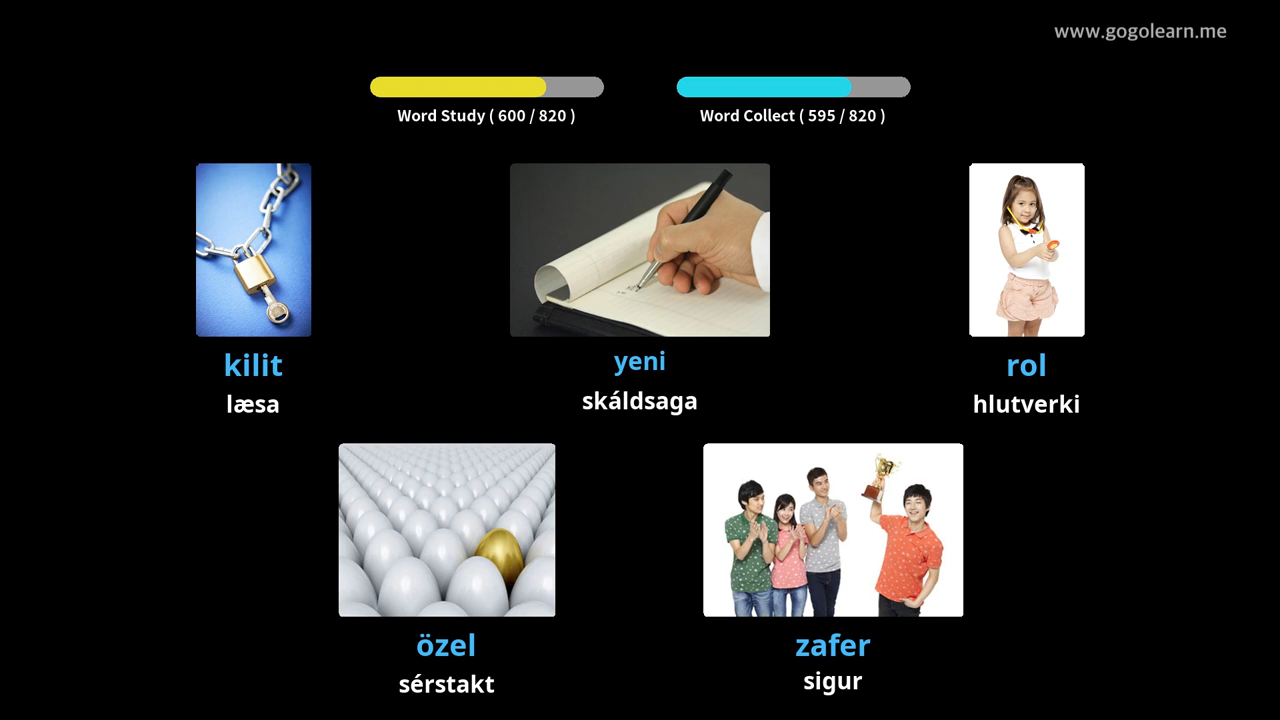 www.gogolearn.me
Word Study ( 600 / 820 )
Word Collect ( 595 / 820 )
kilit
læsa
yeni
skáldsaga
rol
hlutverki
özel
sérstakt
zafer
sigur